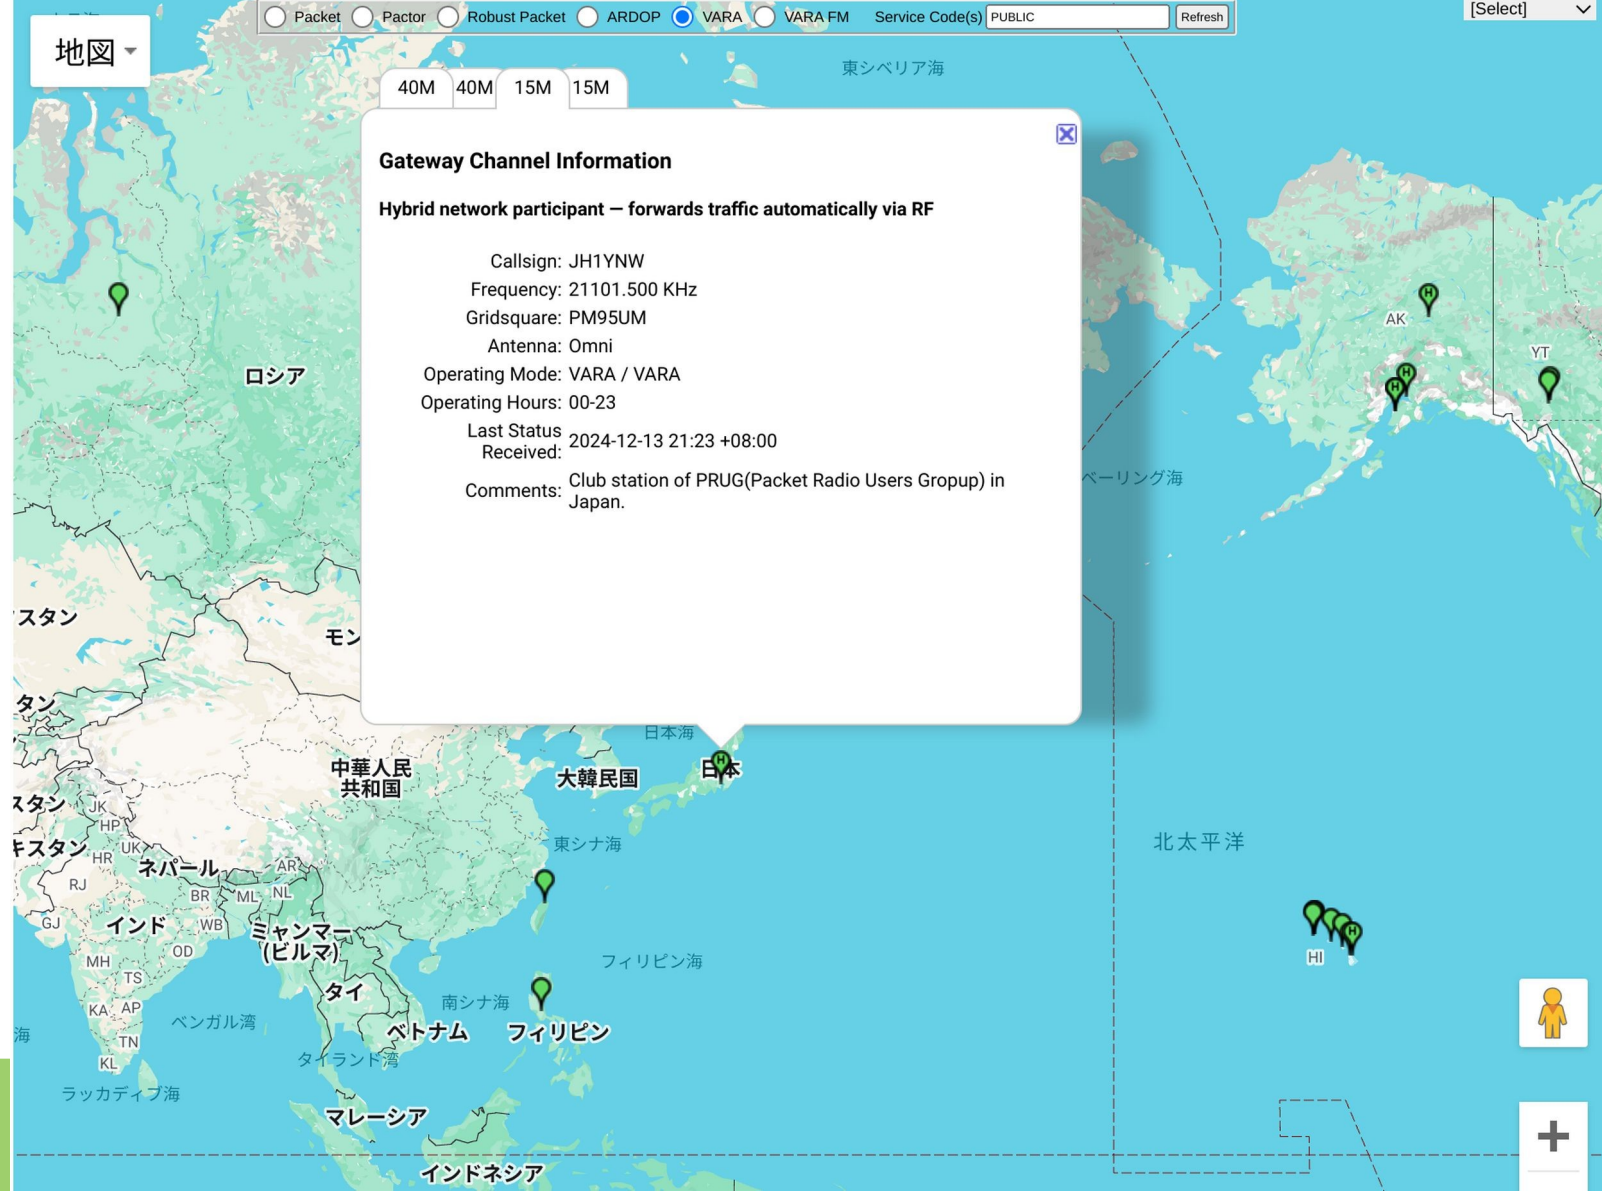 Packet Pactor Robust Packet ARDOP VARA VARA FM Service Code(s) PUBLIC Refresh
[Select]
地図
東シベリア海
40M 40M 15M 15M
Gateway Channel Information
Hybrid network participant — forwards traffic automatically via RF
Callsign: JH1YNW
Frequency: 21101.500 KHz
Gridsquare: PM95UM
Antenna: Omni
Operating Mode: VARA / VARA
Operating Hours: 00-23
Last Status Received: 2024-12-13 21:23 +08:00
Comments: Club station of PRUG(Packet Radio Users Gropup) in
Japan.
H
AK
YT
H
H
ロシア
ベーリング海
スタン
モン
タン
日本海
H
日本
中華人民
共和国
大韓民国
スタン
JK
HP
キスタン
HR
UK
東シナ海
北太平洋
ネパール
AR
RJ
BR
ML
NL
GJ
インド
WB
ミャンマー
(ビルマ)
H
HI
OD
MH
TS
フィリピン海
タイ
南シナ海
KA
AP
ベンガル湾
ベトナム
フィリピン
海
TN
KL
タイランド湾
ラッカディブ海
マレーシア
インドネシア
+